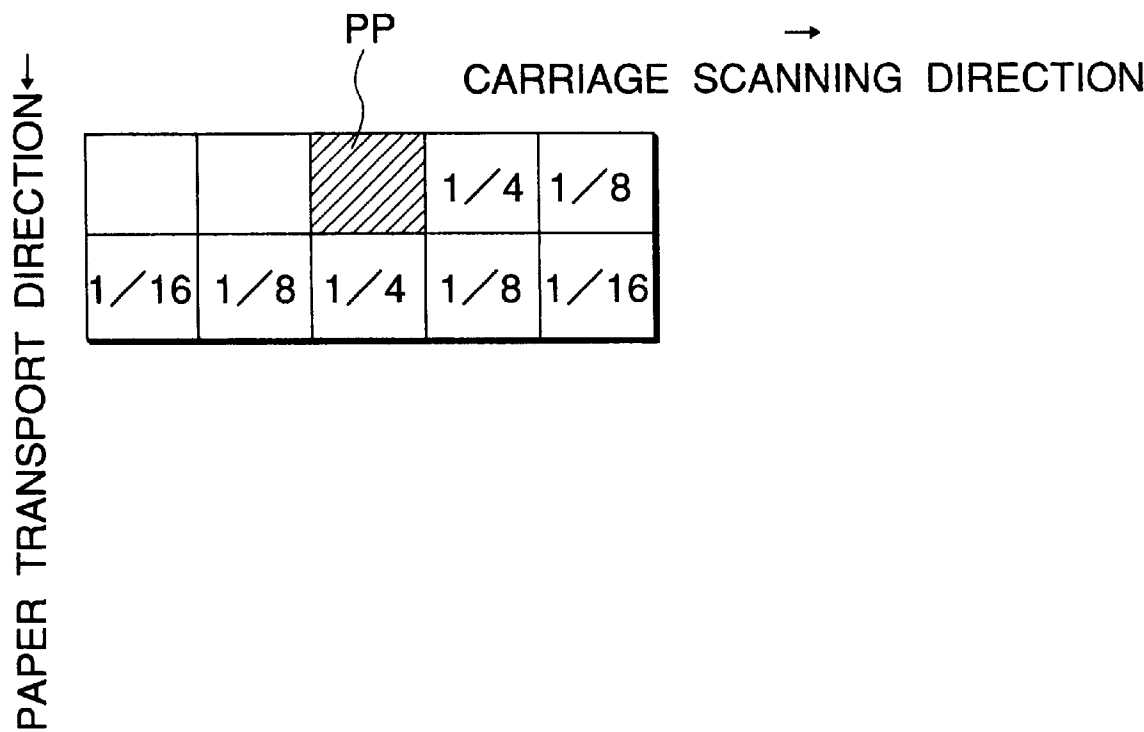 PP
→
CARRIAGE SCANNING DIRECTION
PAPER TRANSPORT DIRECTION←
1/4 1/8
1/16 1/8 1/4 1/8 1/16